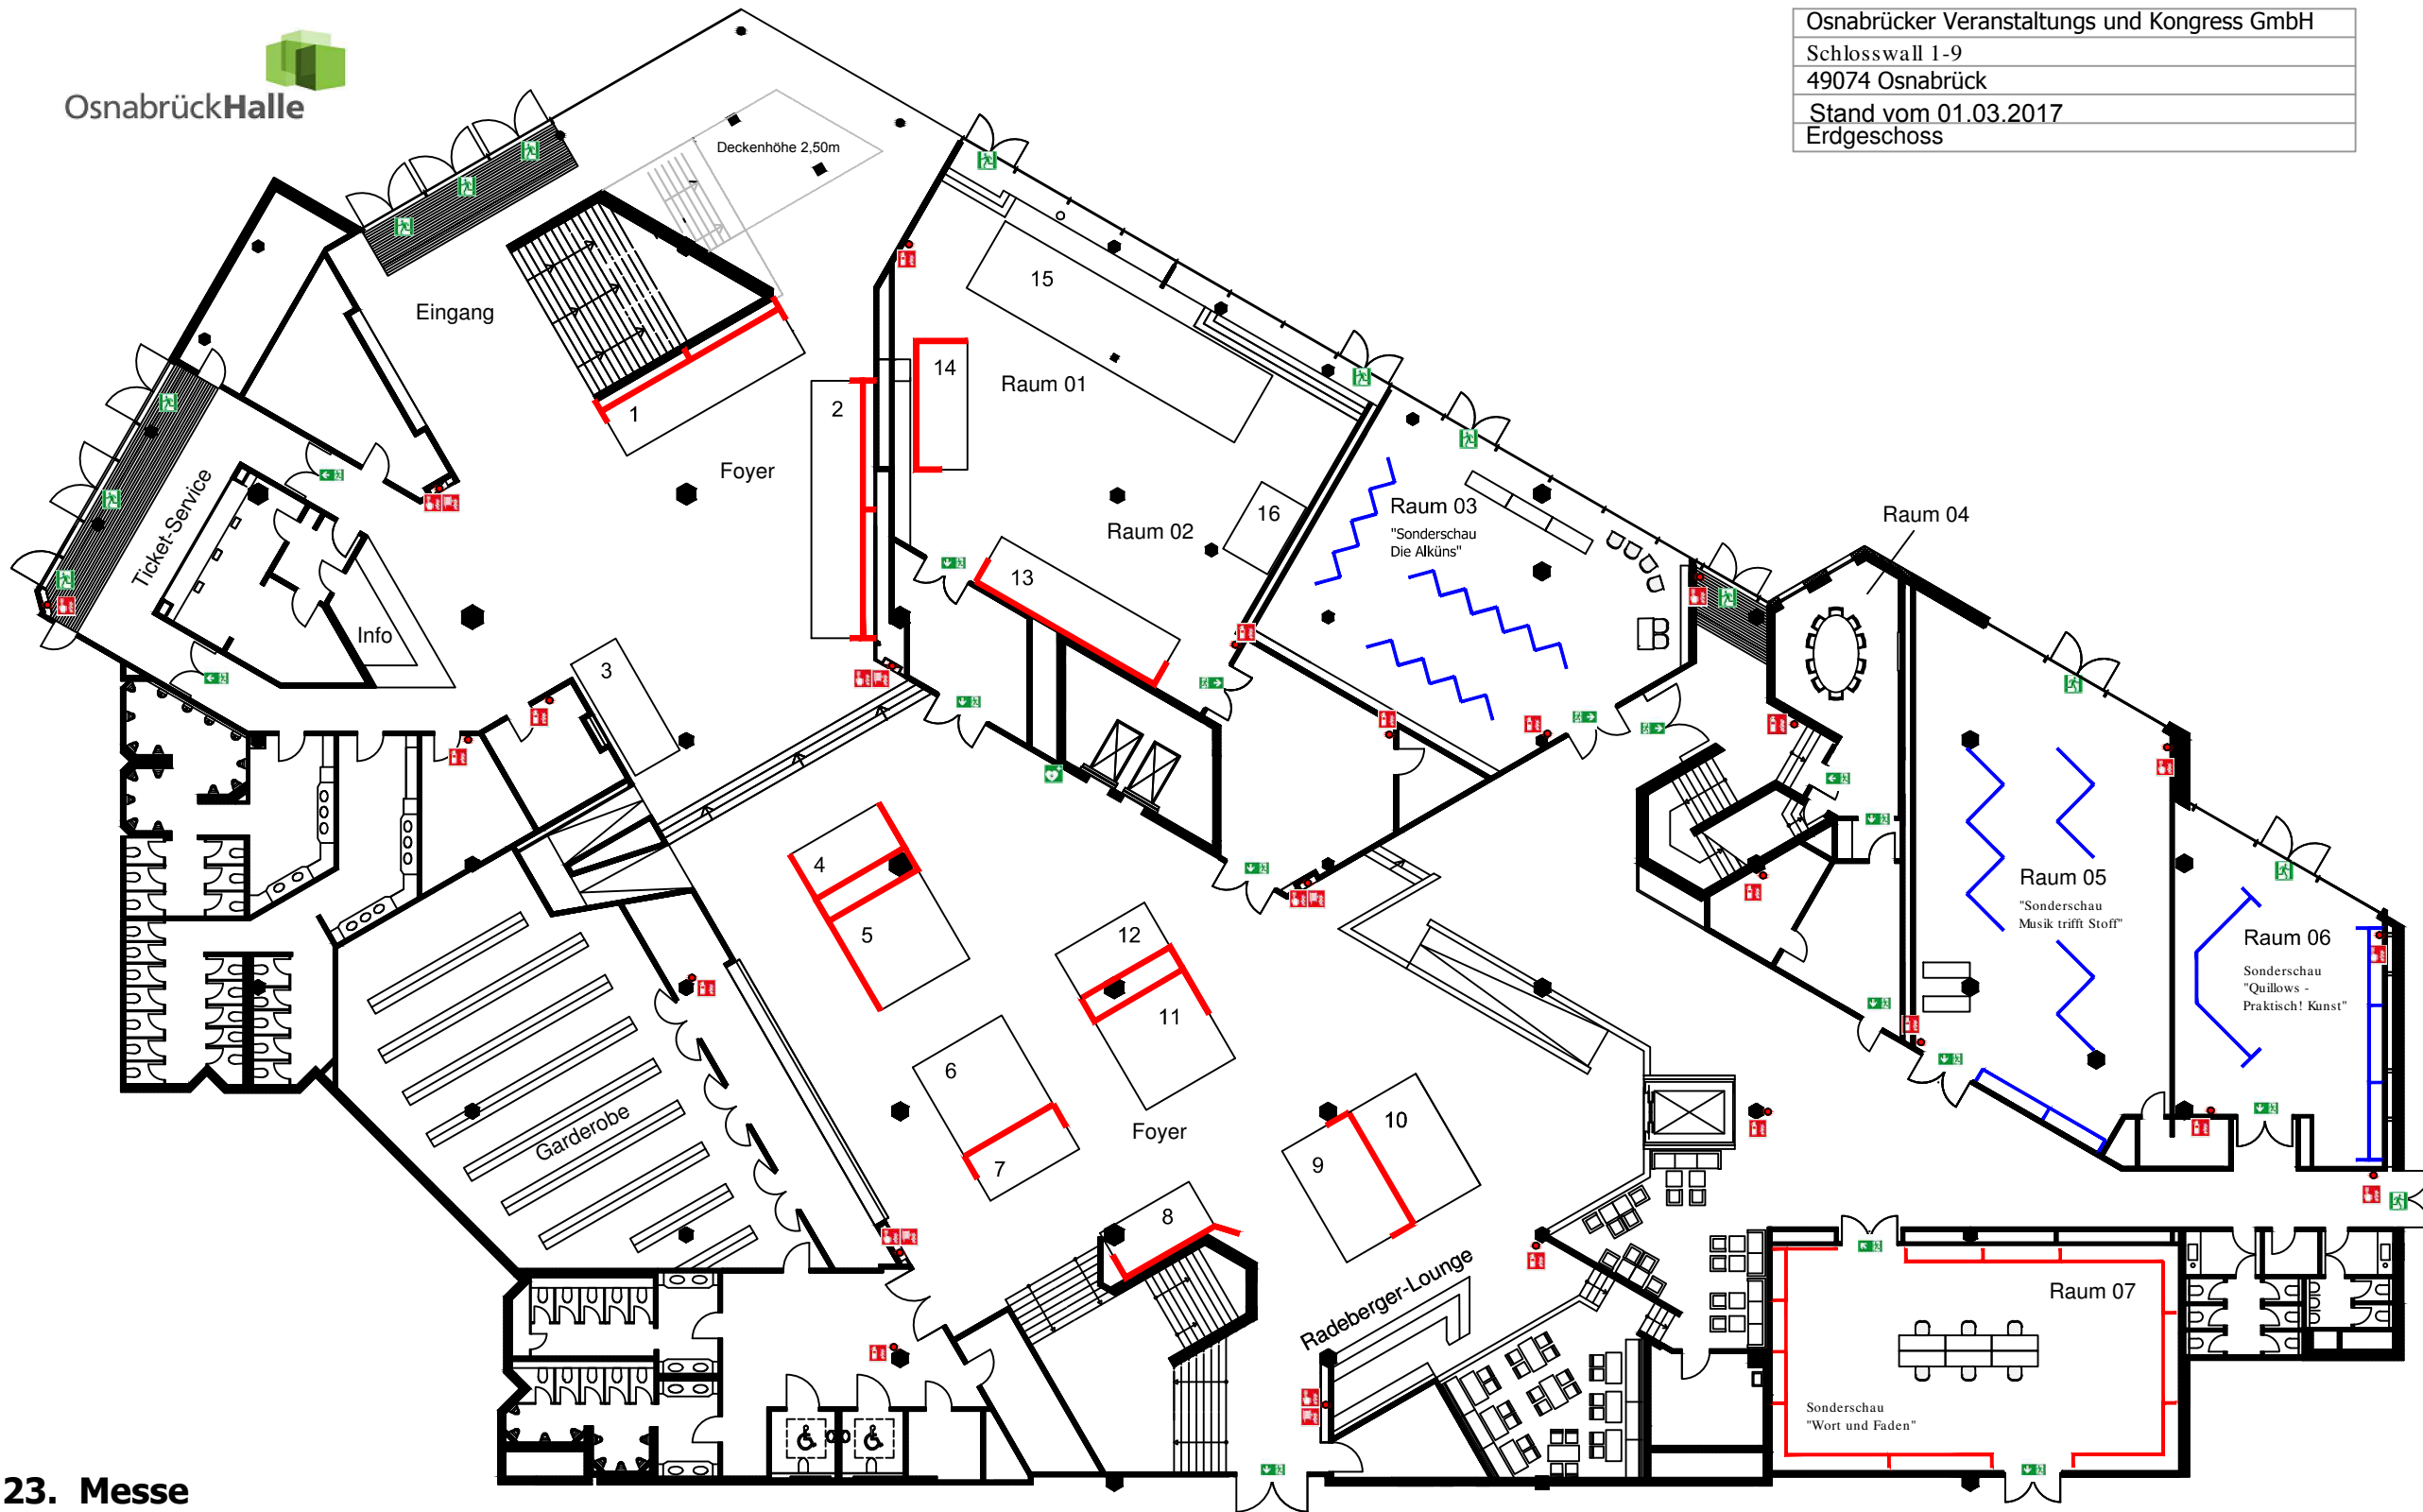 OsnabrückHalle
Osnabrücker Veranstaltungs und Kongress GmbH
Schlosswall 1-9
49074 Osnabrück
Stand vom 01.03.2017
Erdgeschoss
Deckenhöhe 2,50m
Eingang
15
14
Raum 01
1
2
Foyer
Raum 03
"Sonderschau
Die Alküns"
Raum 02
16
Raum 04
Ticket-Service
13
Info
3
4
5
12
11
Raum 05
"Sonderschau
Musik trifft Stoff"
Raum 06
Sonderschau
"Quillows -
Praktisch! Kunst"
6
7
Foyer
10
9
Garderobe
8
Radeberger-Lounge
Raum 07
Sonderschau
"Wort und Faden"
23. Messe